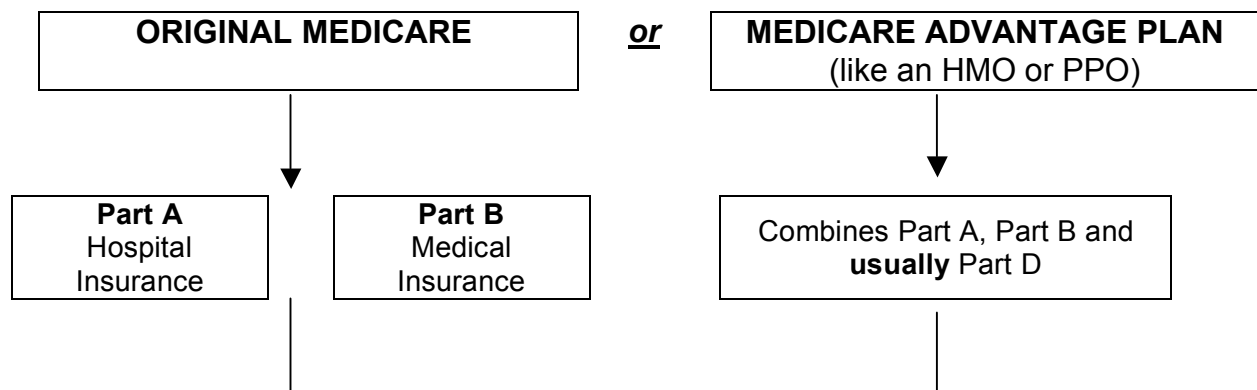 ORIGINAL MEDICARE
or
MEDICARE ADVANTAGE PLAN
(like an HMO or PPO)
Part A
Hospital
Insurance
Part B
Medical
Insurance
Combines Part A, Part B and
usually Part D